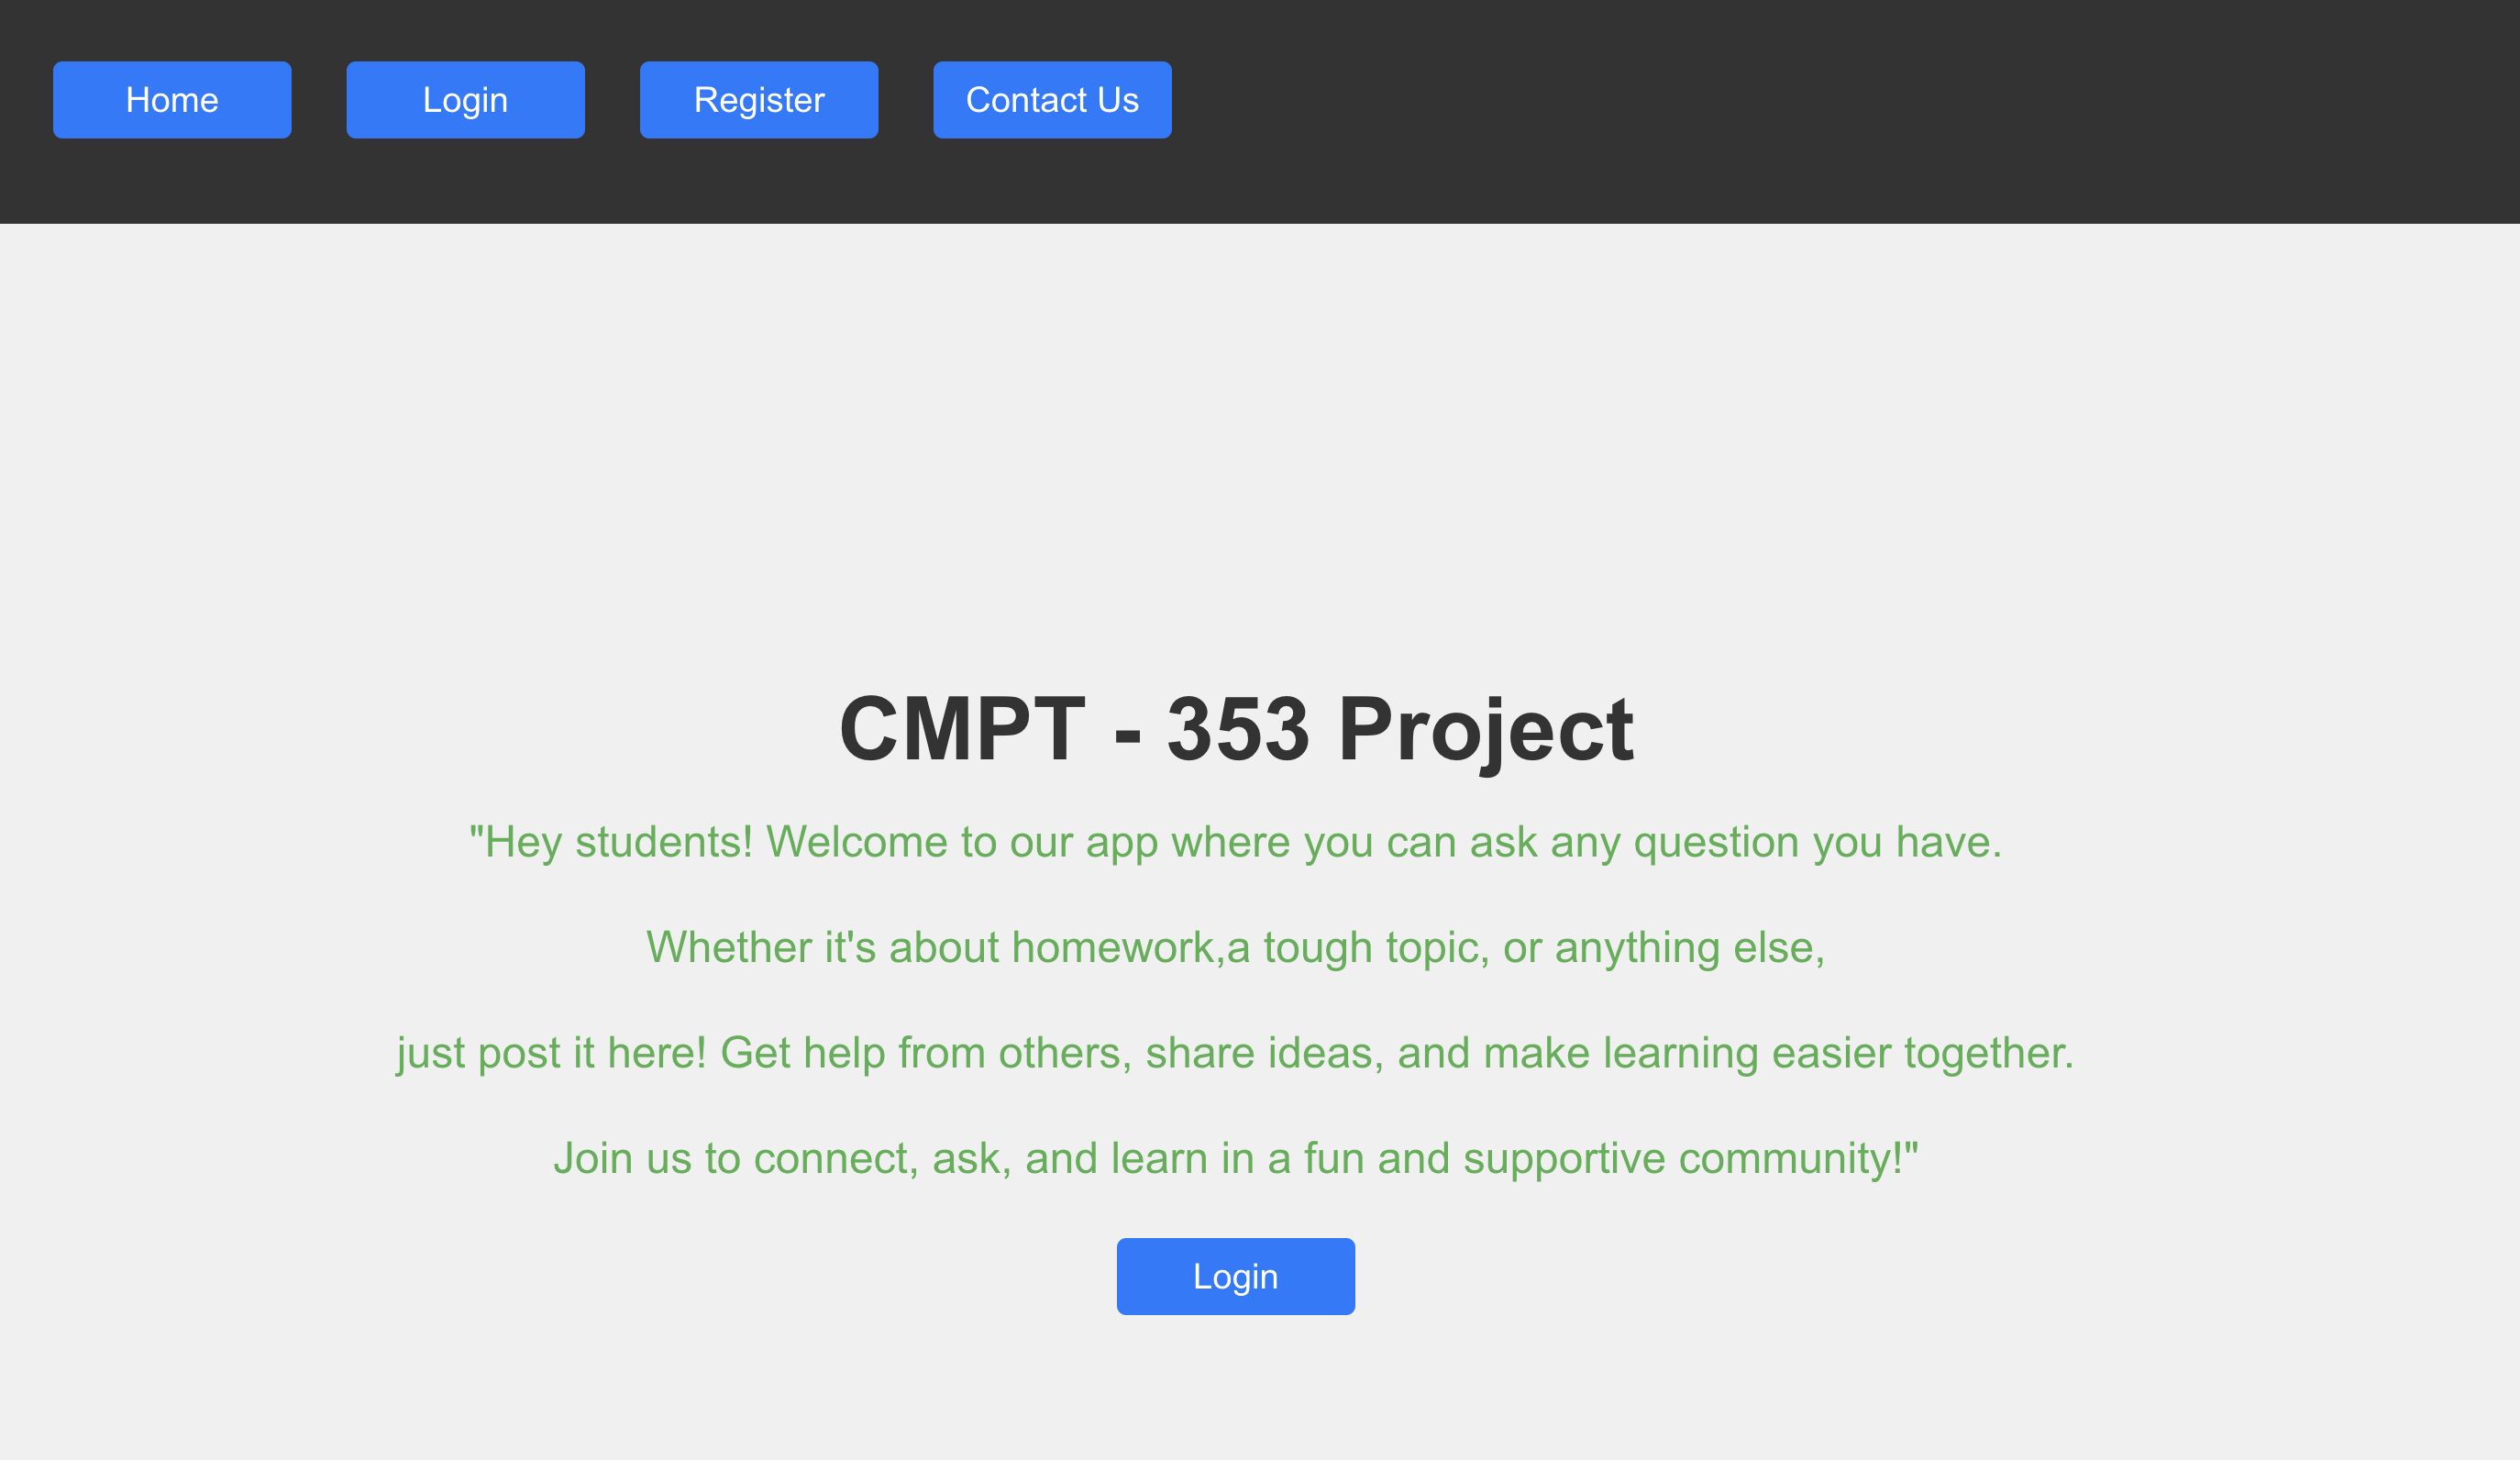 Home
Login
Register
Contact Us
CMPT - 353 Project
"Hey students! Welcome to our app where you can ask any question you have.
Whether it's about homework,a tough topic, or anything else,
just post it here! Get help from others, share ideas, and make learning easier together.
Join us to connect, ask, and learn in a fun and supportive community!"
Login